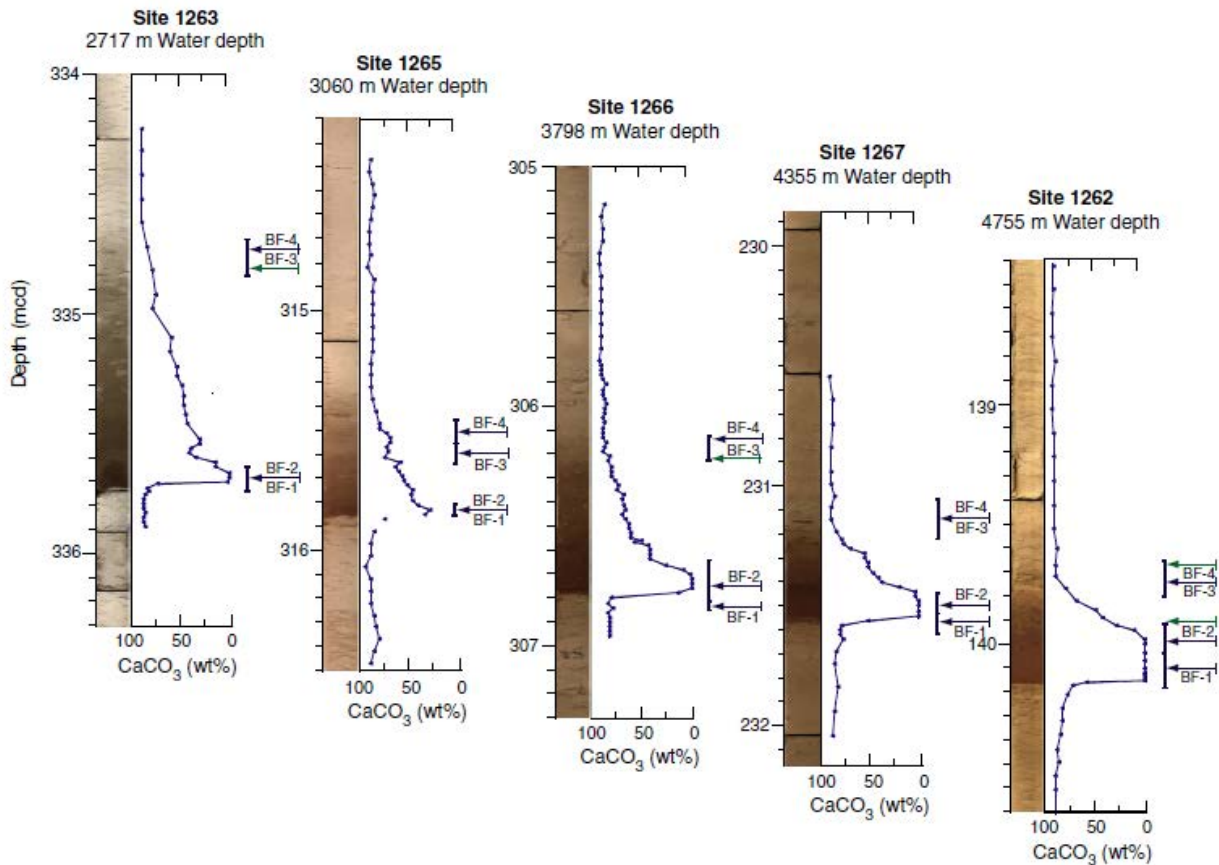 Site 1263
2717 m Water depth
334
335
336
Depth (mcd)
BF-4
BF-3
BF-2
BF-1
100 50 0
CaCO3 (wt%)
Site 1265
3060 m Water depth
315
316
BF-4
BF-3
BF-2
BF-1
100 50 0
CaCO3 (wt%)
Site 1266
3798 m Water depth
305
306
307
BF-4
BF-3
BF-2
BF-1
100 50 0
CaCO3 (wt%)
Site 1267
4355 m Water depth
230
231
232
BF-4
BF-3
BF-2
BF-1
100 50 0
CaCO3 (wt%)
Site 1262
4755 m Water depth
139
140
BF-4
BF-3
BF-2
BF-1
100 50 0
CaCO3 (wt%)